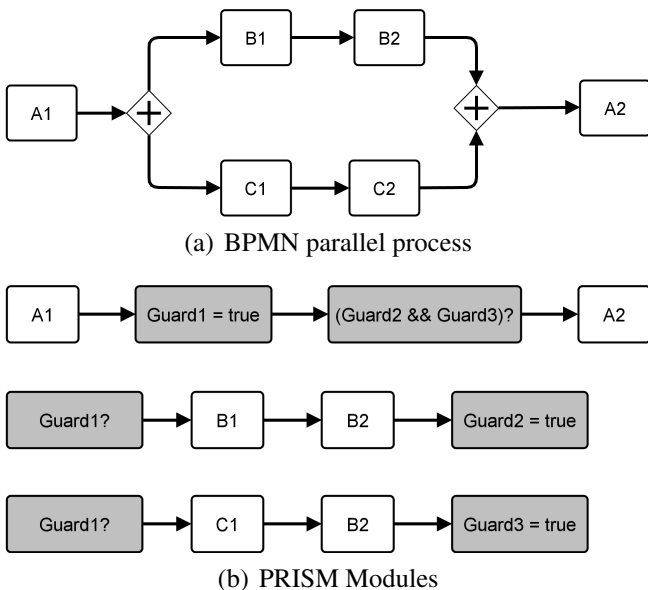 B1 B2
A1 + + A2
C1 C2
(a) BPMN parallel process
A1 Guard1 = true (Guard2 && Guard3)? A2
Guard1? B1 B2 Guard2 = true
Guard1? C1 B2 Guard3 = true
(b) PRISM Modules